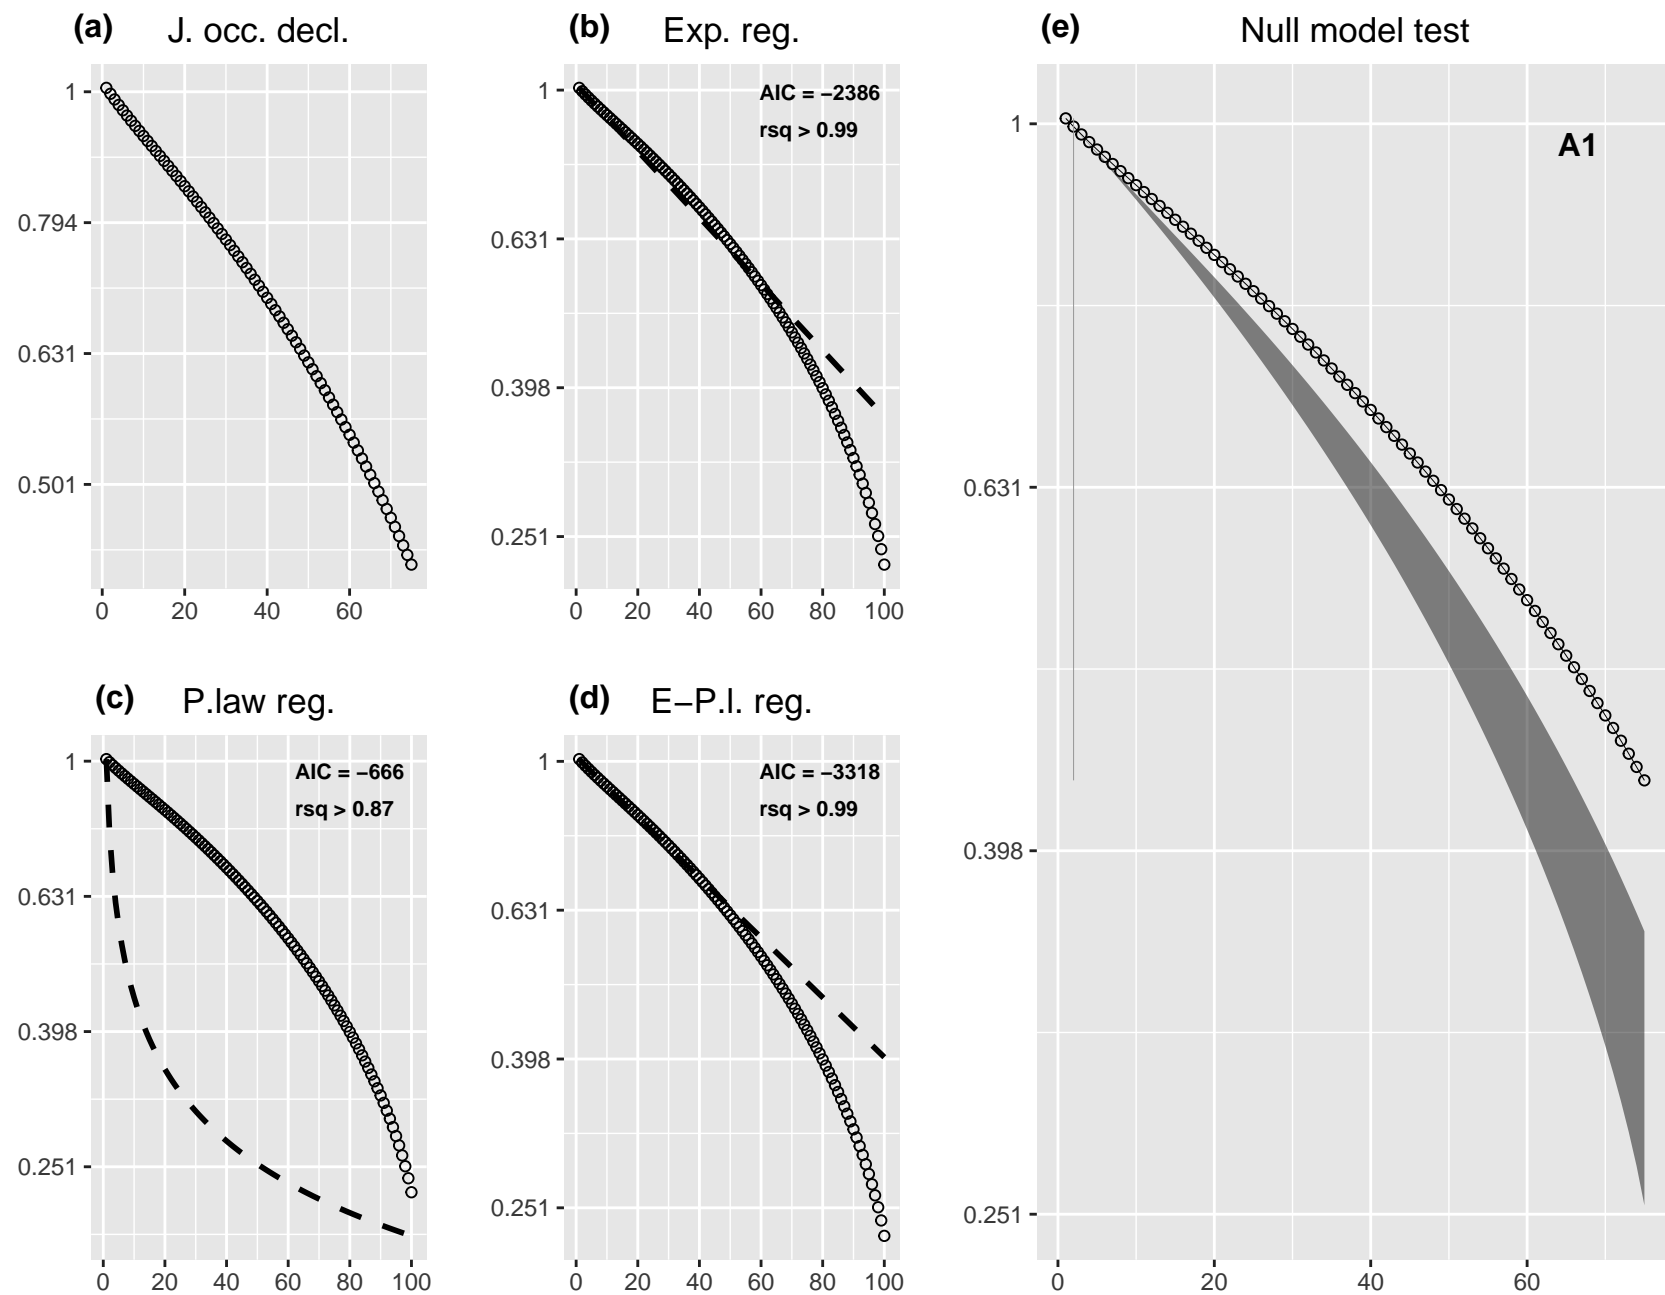 (a) J. occ. decl.
1
0.794
0.631
0.501
0 20 40 60
(b) Exp. reg.
AIC = −2386
rsq > 0.99
1
0.631
0.398
0.251
0 20 40 60 80 100
(c) P.law reg.
AIC = −666
rsq > 0.87
1
0.631
0.398
0.251
0 20 40 60 80 100
(d) E−P.l. reg.
AIC = −3318
rsq > 0.99
1
0.631
0.398
0.251
0 20 40 60 80 100
(e) Null model test
A1
1
0.631
0.398
0.251
0 20 40 60